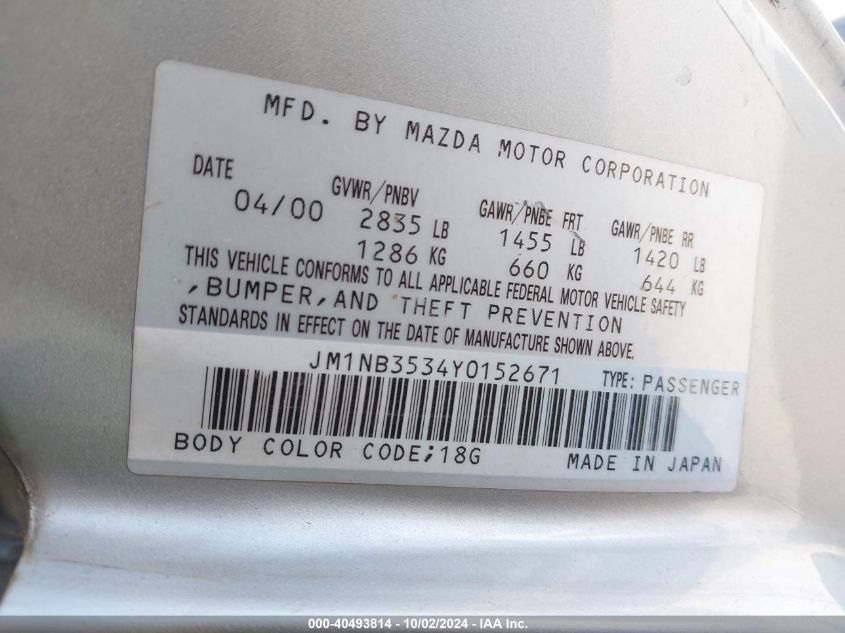 MFD. BY MAZDA MOTOR CORPORATION
DATE GVWR/PNBV GAWR/PNBE FRT GAWR/PNBE RR
04/00 2835 LB 1455 LB 1420 LB
1286 KG 660 KG 644 KG
THIS VEHICLE CONFORMS TO ALL APPLICABLE FEDERAL MOTOR VEHICLE SAFETY
,BUMPER,AND THEFT PREVENTION
STANDARDS IN EFFECT ON THE DATE OF MANUFACTURE SHOWN ABOVE.
JM1NB3534Y0152671 TYPE: PASSENGER
BODY COLOR CODE;18G MADE IN JAPAN
000-40493814 - 10/02/2024 - IAAI Inc.